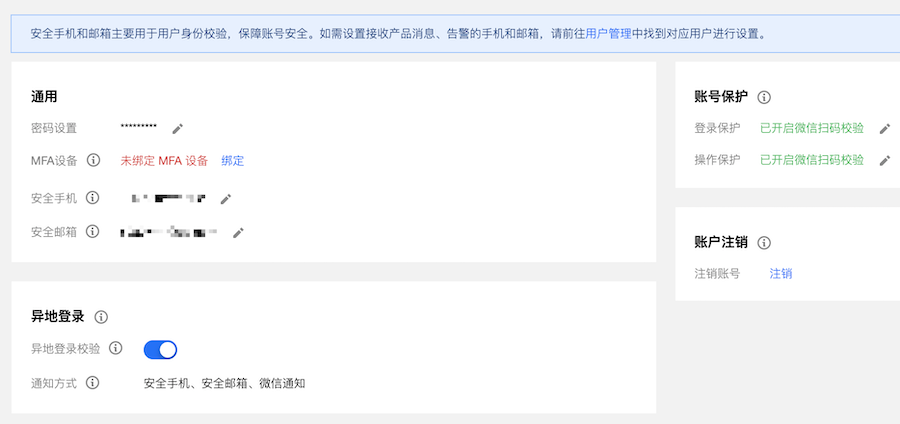 安全手机和邮箱主要用于用户身份校验，保障账号安全。如需设置接收产品消息、告警的手机和邮箱，请前往用户管理中找到对应用户进行设置。
通用
密码设置 *********
MFA设备 未绑定 MFA 设备 绑定
安全手机
安全邮箱
异地登录
异地登录校验
通知方式 安全手机、安全邮箱、微信通知
账号保护
登录保护 已开启微信扫码校验
操作保护 已开启微信扫码校验
账户注销
注销账号 注销